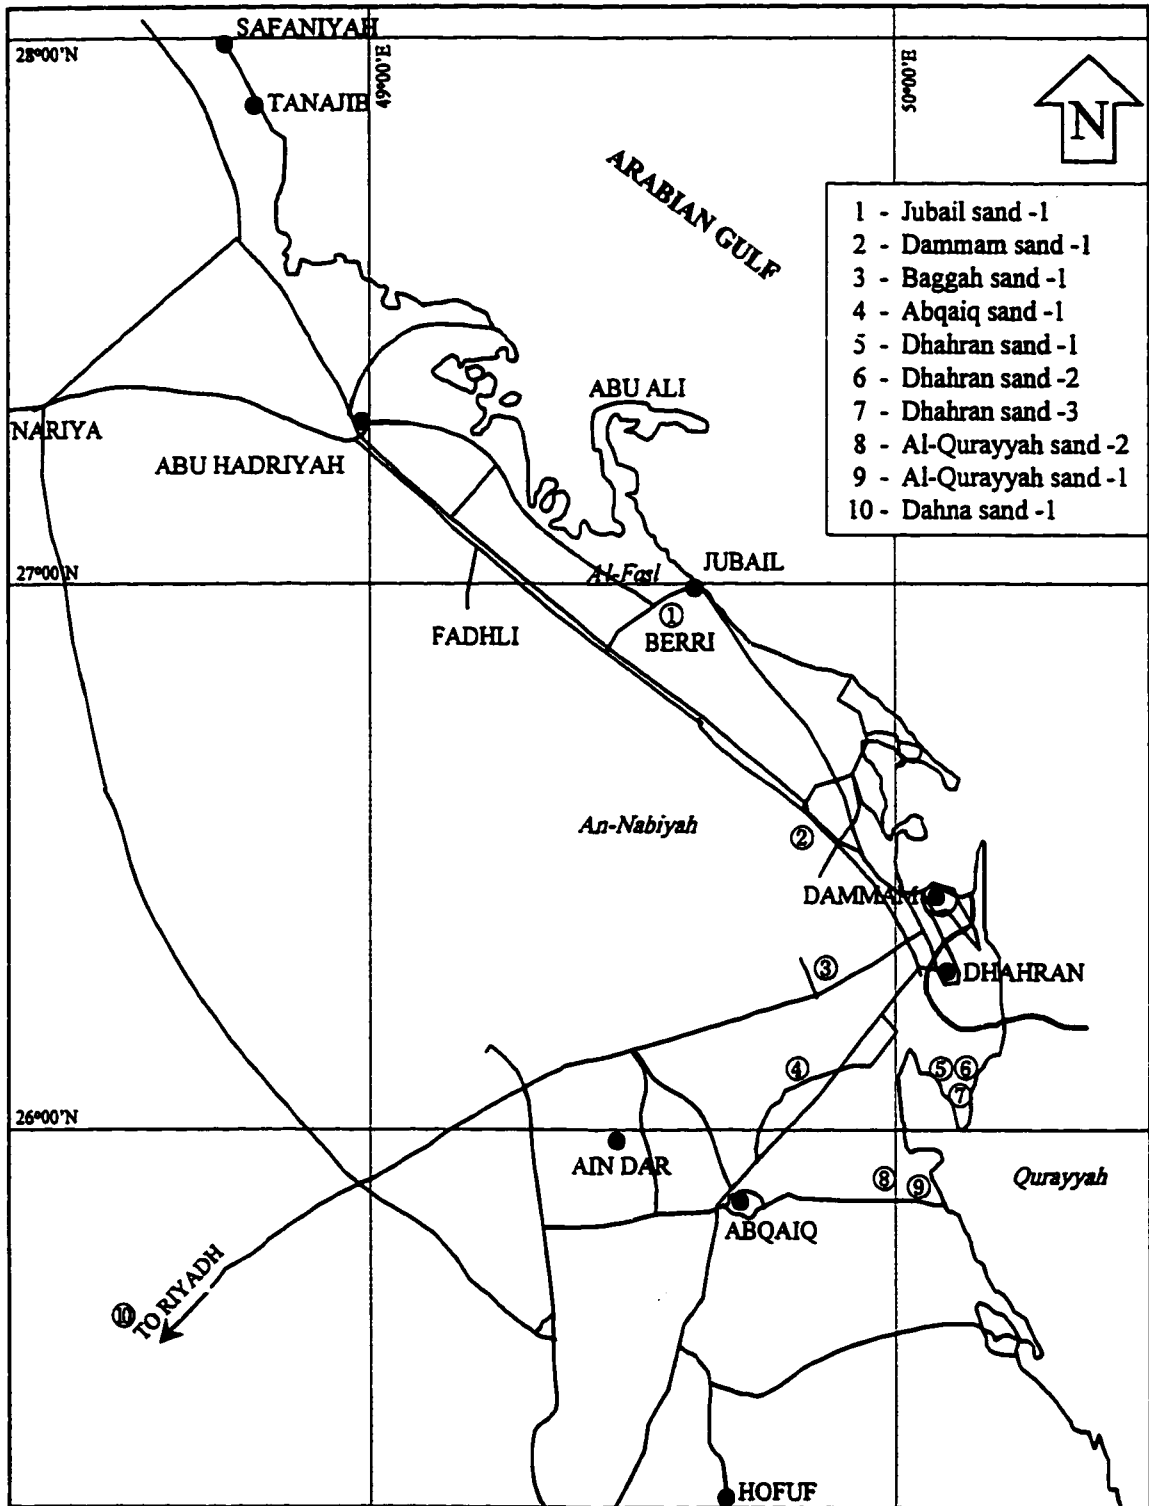 SAFANIYAH
28°00'N
49°00'E
50°00'E
TANAJIB
N
ARABIAN GULF
1 - Jubail sand -1
2 - Dammam sand -1
3 - Baggah sand -1
4 - Abqaiq sand -1
5 - Dhahran sand -1
6 - Dhahran sand -2
7 - Dhahran sand -3
8 - Al-Qurayyah sand -2
9 - Al-Qurayyah sand -1
10 - Dahna sand -1
ABU ALI
NARIYA
ABU HADRIYAH
JUBAIL
27°00'N
Al-Fasl
1
FADHLI
BERRI
An-Nabiyah
2
DAMMAM
3
DHAHRAN
4
5
6
7
26°00'N
AIN DAR
8
9
Qurayyah
ABQAIQ
10
TO RIYADH
HOFUF